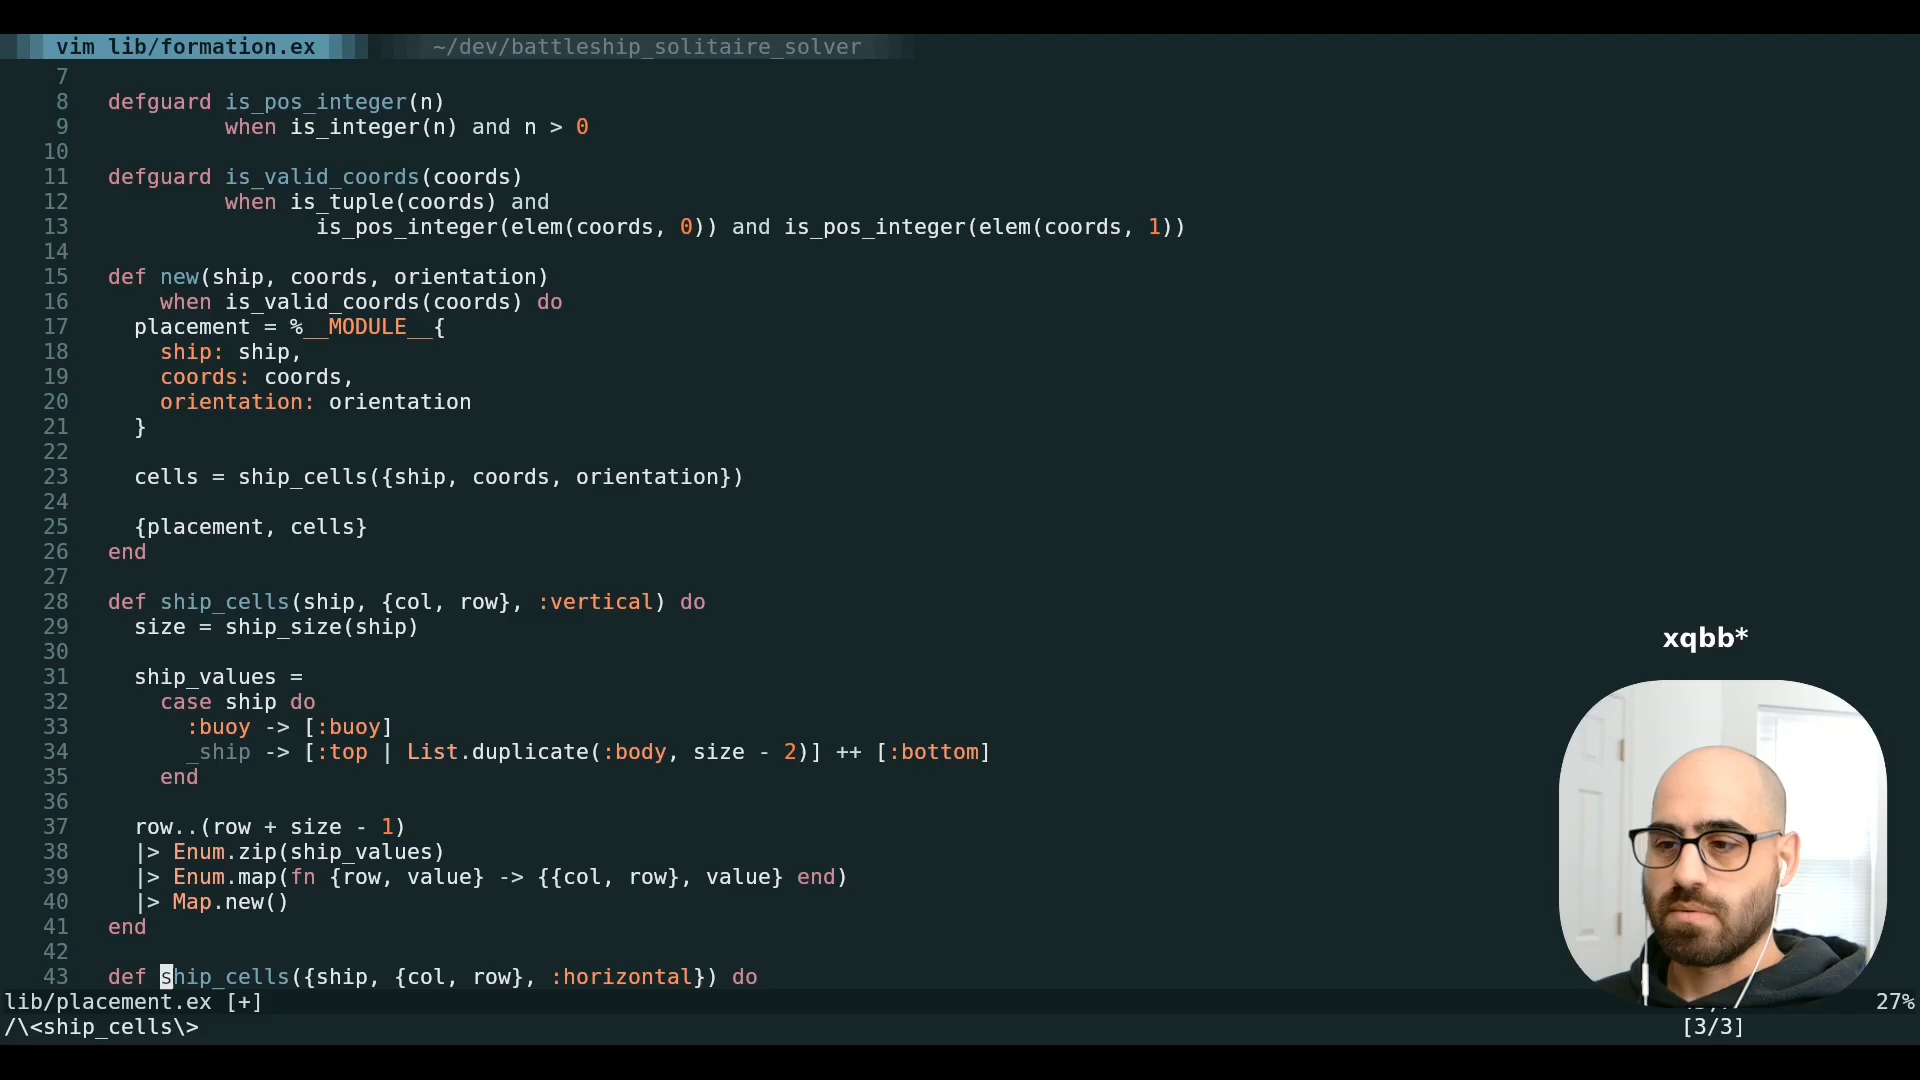 vim lib/formation.ex ~/dev/battleship_solitaire_solver
7
8 defguard is_pos_integer(n)
9 when is_integer(n) and n > 0
10
11 defguard is_valid_coords(coords)
12 when is_tuple(coords) and
13 is_pos_integer(elem(coords, 0)) and is_pos_integer(elem(coords, 1))
14
15 def new(ship, coords, orientation)
16 when is_valid_coords(coords) do
17 placement = %__MODULE__{
18 ship: ship,
19 coords: coords,
20 orientation: orientation
21 }
22
23 cells = ship_cells({ship, coords, orientation})
24
25 {placement, cells}
26 end
27
28 def ship_cells(ship, {col, row}, :vertical) do
29 size = ship_size(ship)
30
31 ship_values =
32 case ship do
33 :buoy -> [:buoy]
34 _ship -> [:top | List.duplicate(:body, size - 2)] ++ [:bottom]
35 end
36
37 row..(row + size - 1)
38 |> Enum.zip(ship_values)
39 |> Enum.map(fn {row, value} -> {{col, row}, value} end)
40 |> Map.new()
41 end
42
43 def ship_cells({ship, {col, row}, :horizontal}) do
xqbb*
lib/placement.ex [+] 27%
/\<ship_cells\> [3/3]